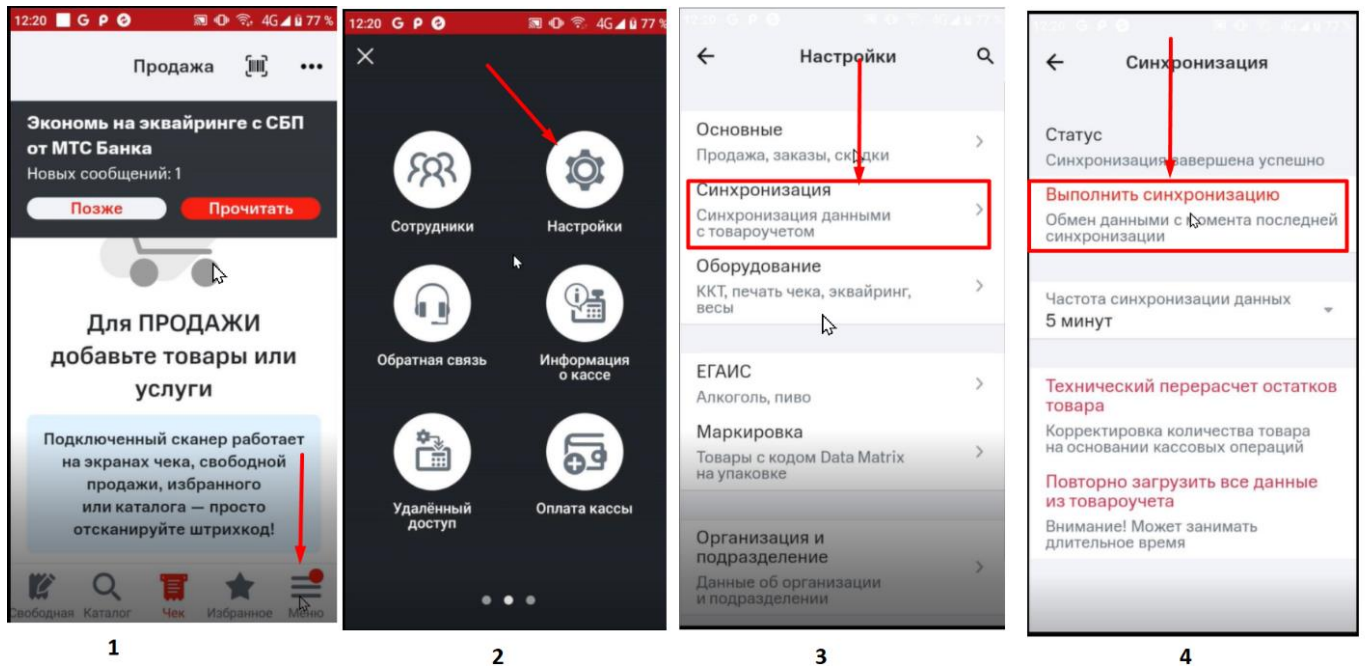 12:20 G P 4G 77 %
Продажа
Экономь на эквайринге с СБП
от МТС Банка
Новых сообщений: 1
Позже Прочитать
Для ПРОДАЖИ
добавьте товары или
услуги
Подключенный сканер работает
на экранах чека, свободной
продажи, избранного
или каталога — просто
отсканируйте штрихкод!
Свободная Каталог Чек Избранное Меню
1
12:20 G P 4G 77 %
Сотрудники Настройки
Обратная связь Информация
о кассе
Удалённый
доступ
Оплата кассы
2
Настройки
Основные
Продажа, заказы, скидки
Синхронизация
Синхронизация данными
с товароучетом
Оборудование
ККТ, печать чека, эквайринг,
весы
ЕГАИС
Алкоголь, пиво
Маркировка
Товары с кодом Data Matrix
на упаковке
Организация и
подразделение
Данные об организации
и подразделении
3
Синхронизация
Статус
Синхронизация завершена успешно
Выполнить синхронизацию
Обмен данными с момента последней
синхронизации
Частота синхронизации данных
5 минут
Технический перерасчет остатков
товара
Корректировка количества товара
на основании кассовых операций
Повторно загрузить все данные
из товароучета
Внимание! Может занимать
длительное время
4